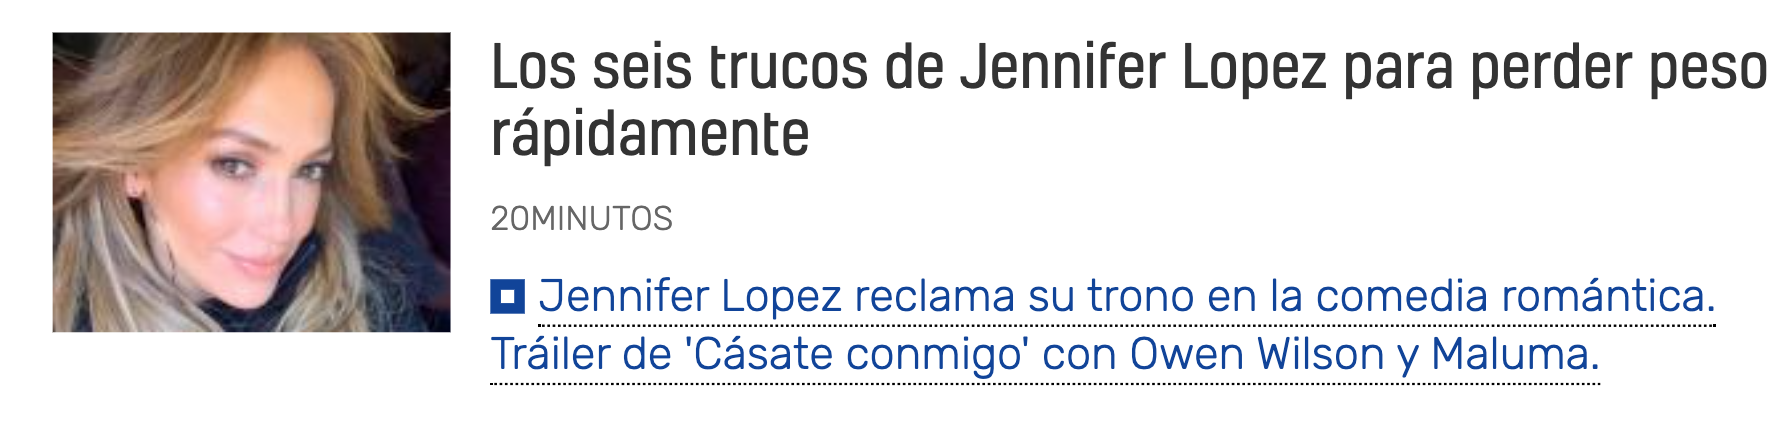 Los seis trucos de Jennifer Lopez para perder peso
rápidamente
20MINUTOS
Jennifer Lopez reclama su trono en la comedia romántica.
Tráiler de 'Cásate conmigo' con Owen Wilson y Maluma.